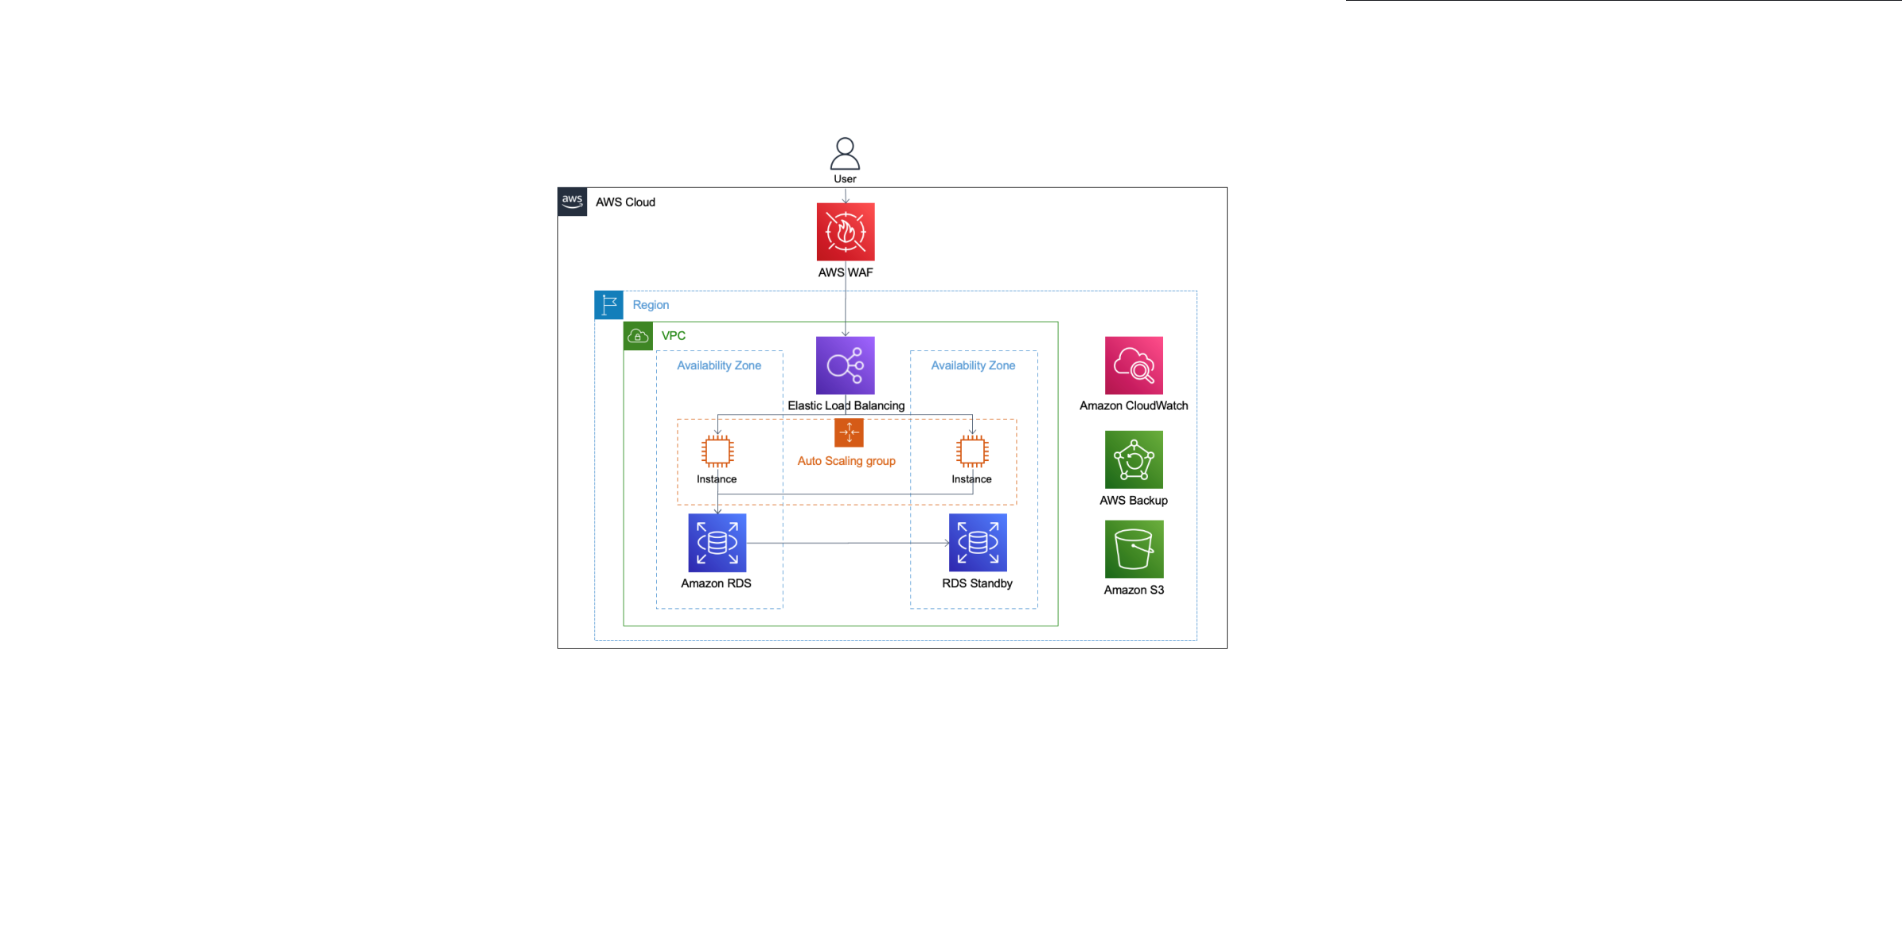 User
aws
AWS Cloud
AWS WAF
Region
VPC
Availability Zone
Availability Zone
Elastic Load Balancing
Amazon CloudWatch
Auto Scaling group
Instance
Instance
AWS Backup
Amazon RDS
RDS Standby
Amazon S3